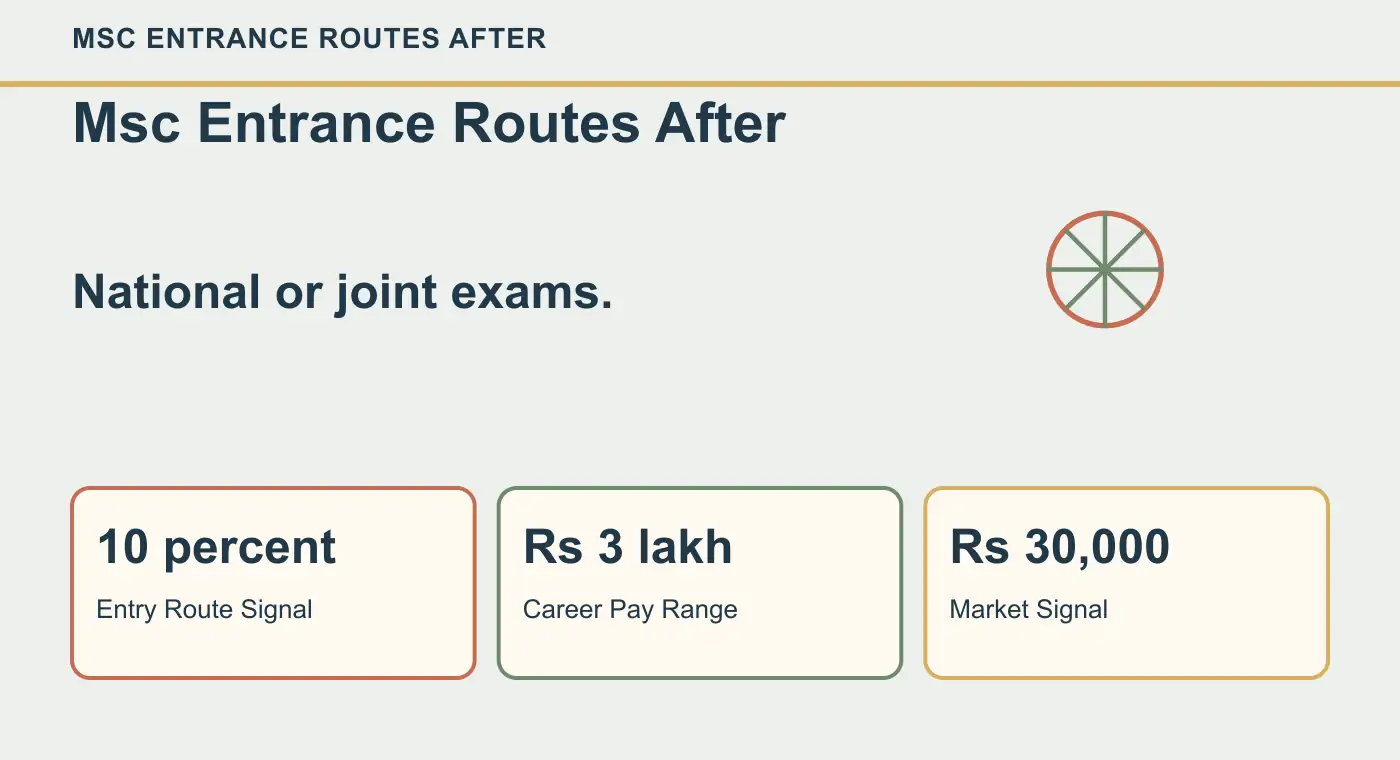 MSC ENTRANCE ROUTES AFTER
Msc Entrance Routes After
National or joint exams.
10 percent
Entry Route Signal
Rs 3 lakh
Career Pay Range
Rs 30,000
Market Signal